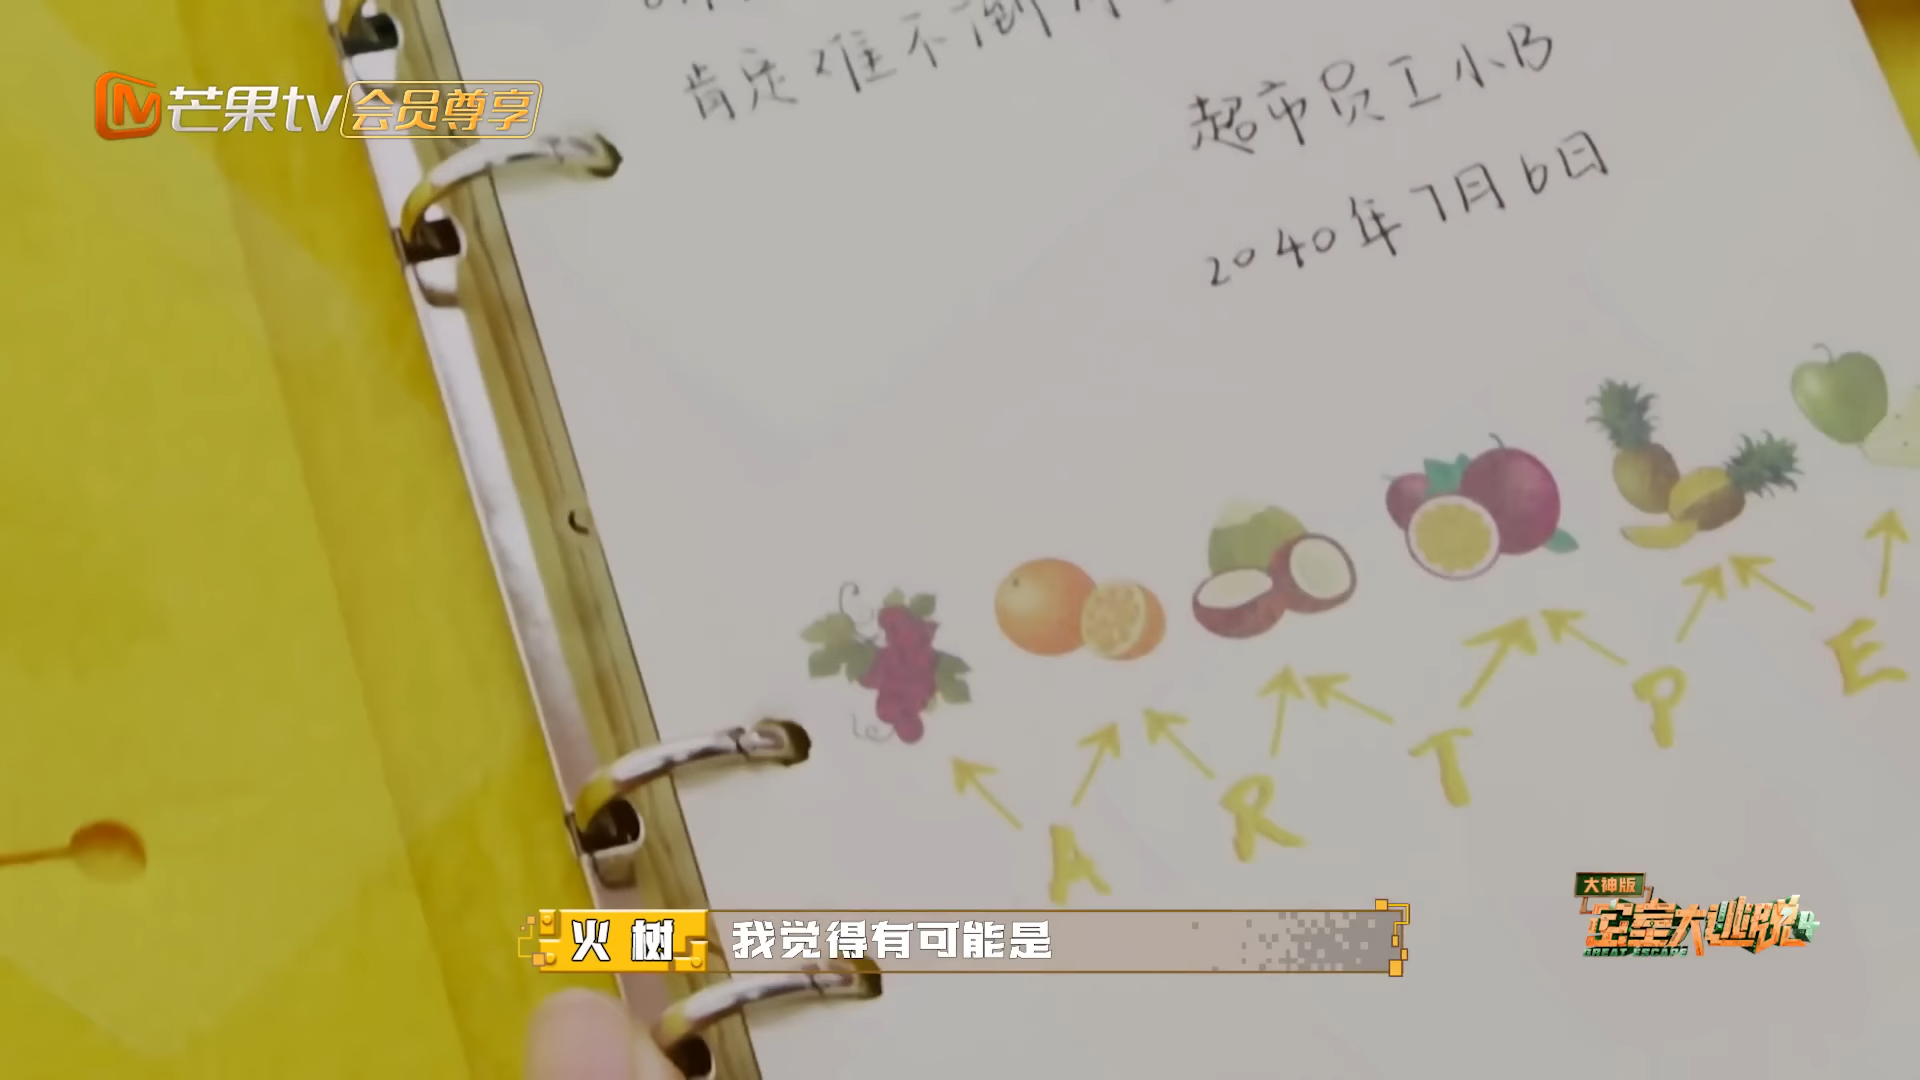 肯定难不倒
超市员工小B
2040年7月6日
芒果tv会员尊享
A R T P E
火树 我觉得有可能是
大神版
密室大逃脱
GREAT ESCAPE